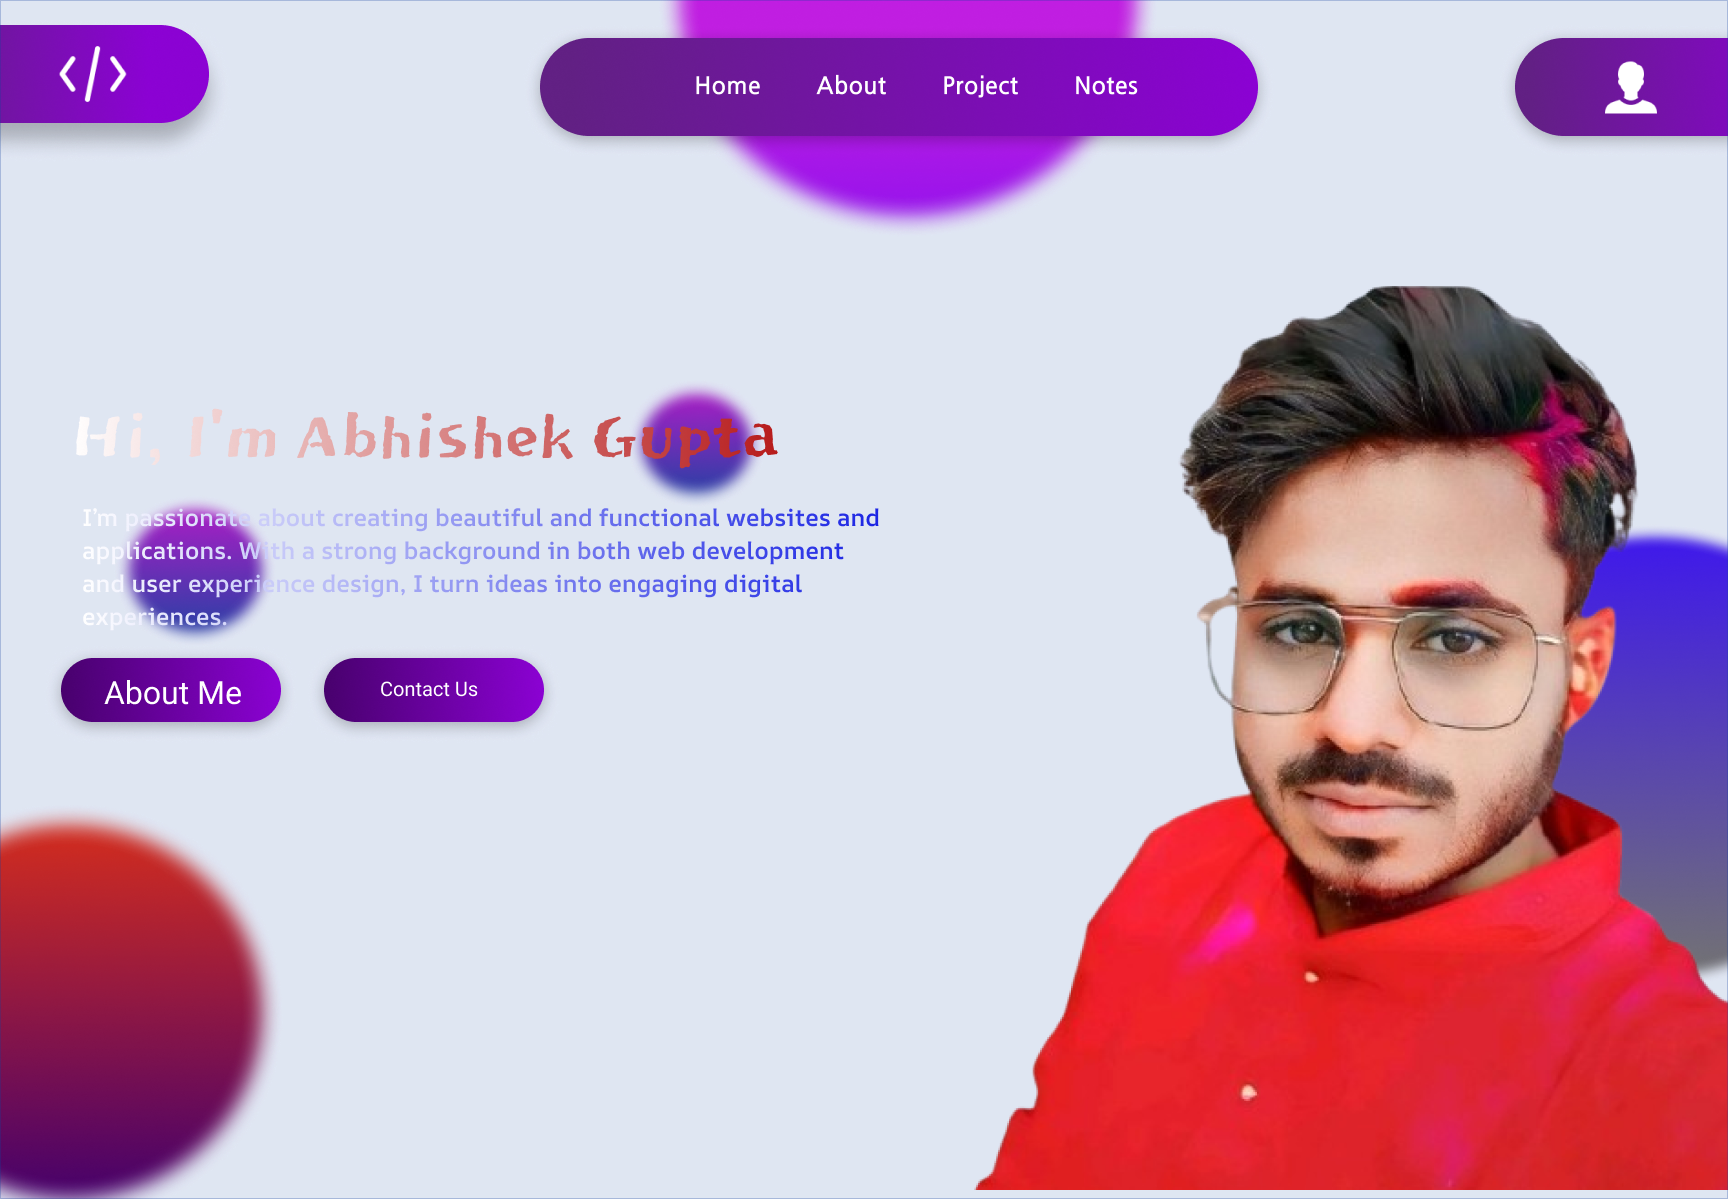 </>
Home About Project Notes
Hi, I'm Abhishek Gupta
I'm passionate about creating beautiful and functional websites and
applications. With a strong background in both web development
and user experience design, I turn ideas into engaging digital
experiences.
About Me Contact Us